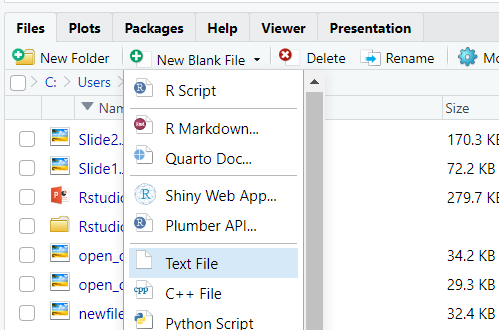 Files Plots Packages Help Viewer Presentation
New Folder New Blank File Delete Rename Mo
C: Users
Name Size
R Script
R Markdown...
Slide2... 170.3 KB
Quarto Doc...
Slide1... 72.2 KB
Shiny Web App...
Rstudio 279.7 KB
Plumber API...
Rstudio
Text File
open_ 34.2 KB
C++ File
open_ 29.3 KB
newfile 32.4 KB
Python Script